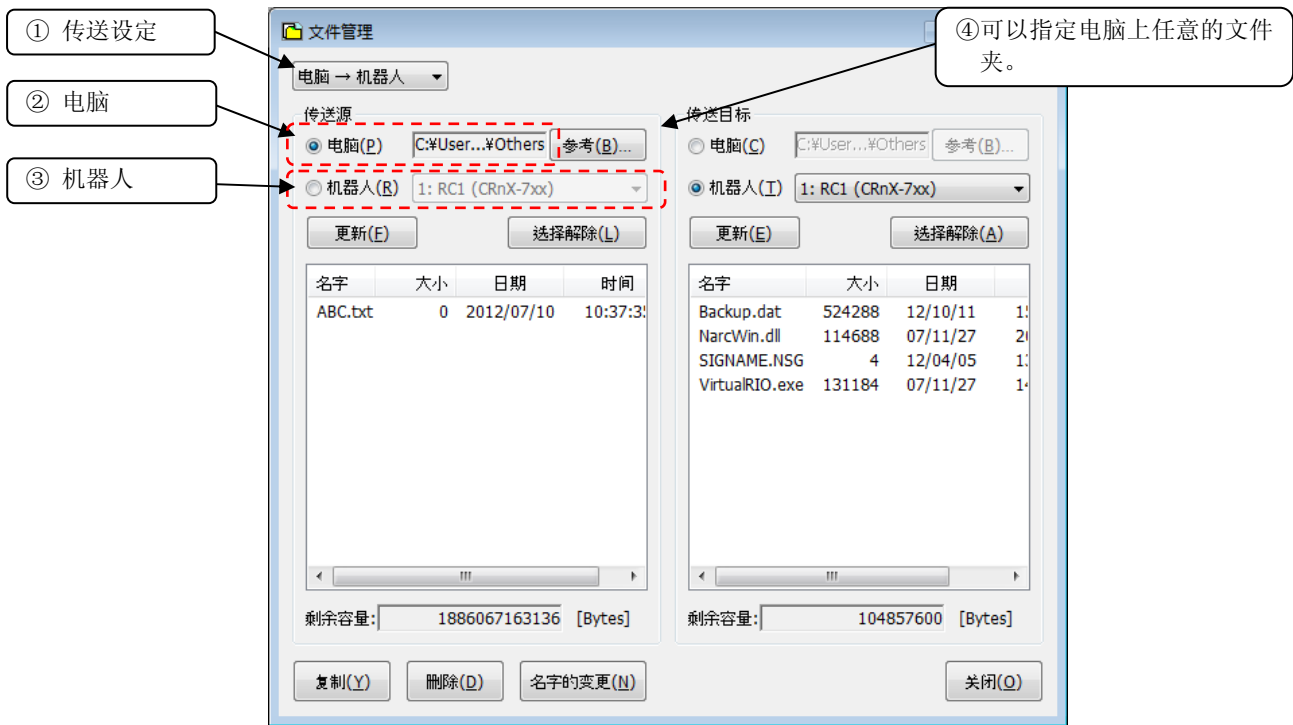 ① 传送设定
② 电脑
③ 机器人
④可以指定电脑上任意的文件
夹。
文件管理
电脑 → 机器人
传送源
电脑(P) C:¥User...¥Others 参考(B)...
机器人(R) 1: RC1 (CRnX-7xx)
更新(F) 选择解除(L)
名字 大小 日期 时间
ABC.txt 0 2012/07/10 10:37:3
剩余容量: 1886067163136 [Bytes]
传送目标
电脑(C) C:¥User...¥Others 参考(B)...
机器人(T) 1: RC1 (CRnX-7xx)
更新(E) 选择解除(A)
名字 大小 日期
Backup.dat 524288 12/10/11
NarcWin.dll 114688 07/11/27
SIGNAME.NSG 4 12/04/05
VirtualRIO.exe 131184 07/11/27
剩余容量: 104857600 [Bytes]
复制(Y) 删除(D) 名字的变更(N) 关闭(O)